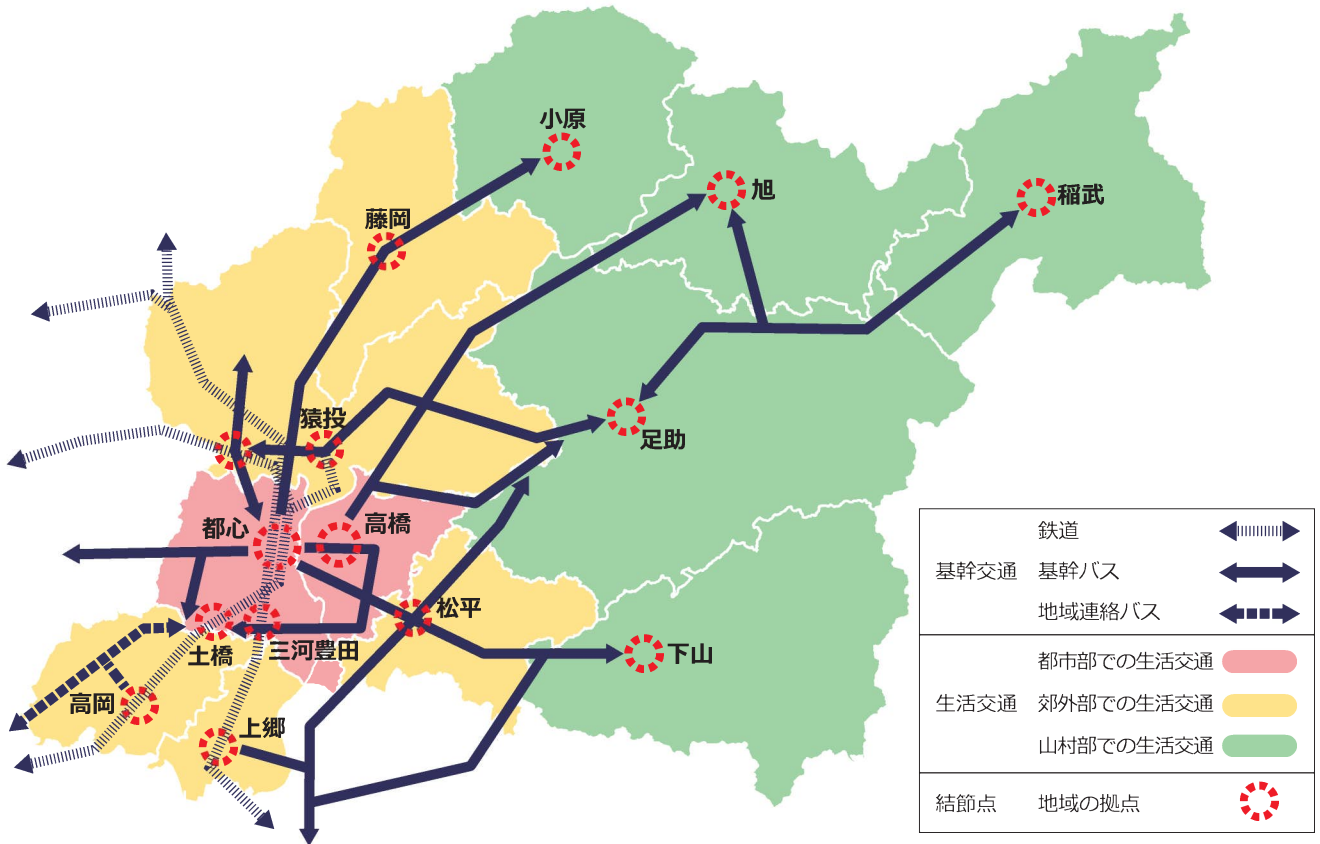 小原
旭
稲武
藤岡
猿投
足助
都心
高橋
松平
土橋
三河豊田
下山
高岡
上郷
鉄道
基幹交通
基幹バス
地域連絡バス
都市部での生活交通
生活交通
郊外部での生活交通
山村部での生活交通
結節点
地域の拠点